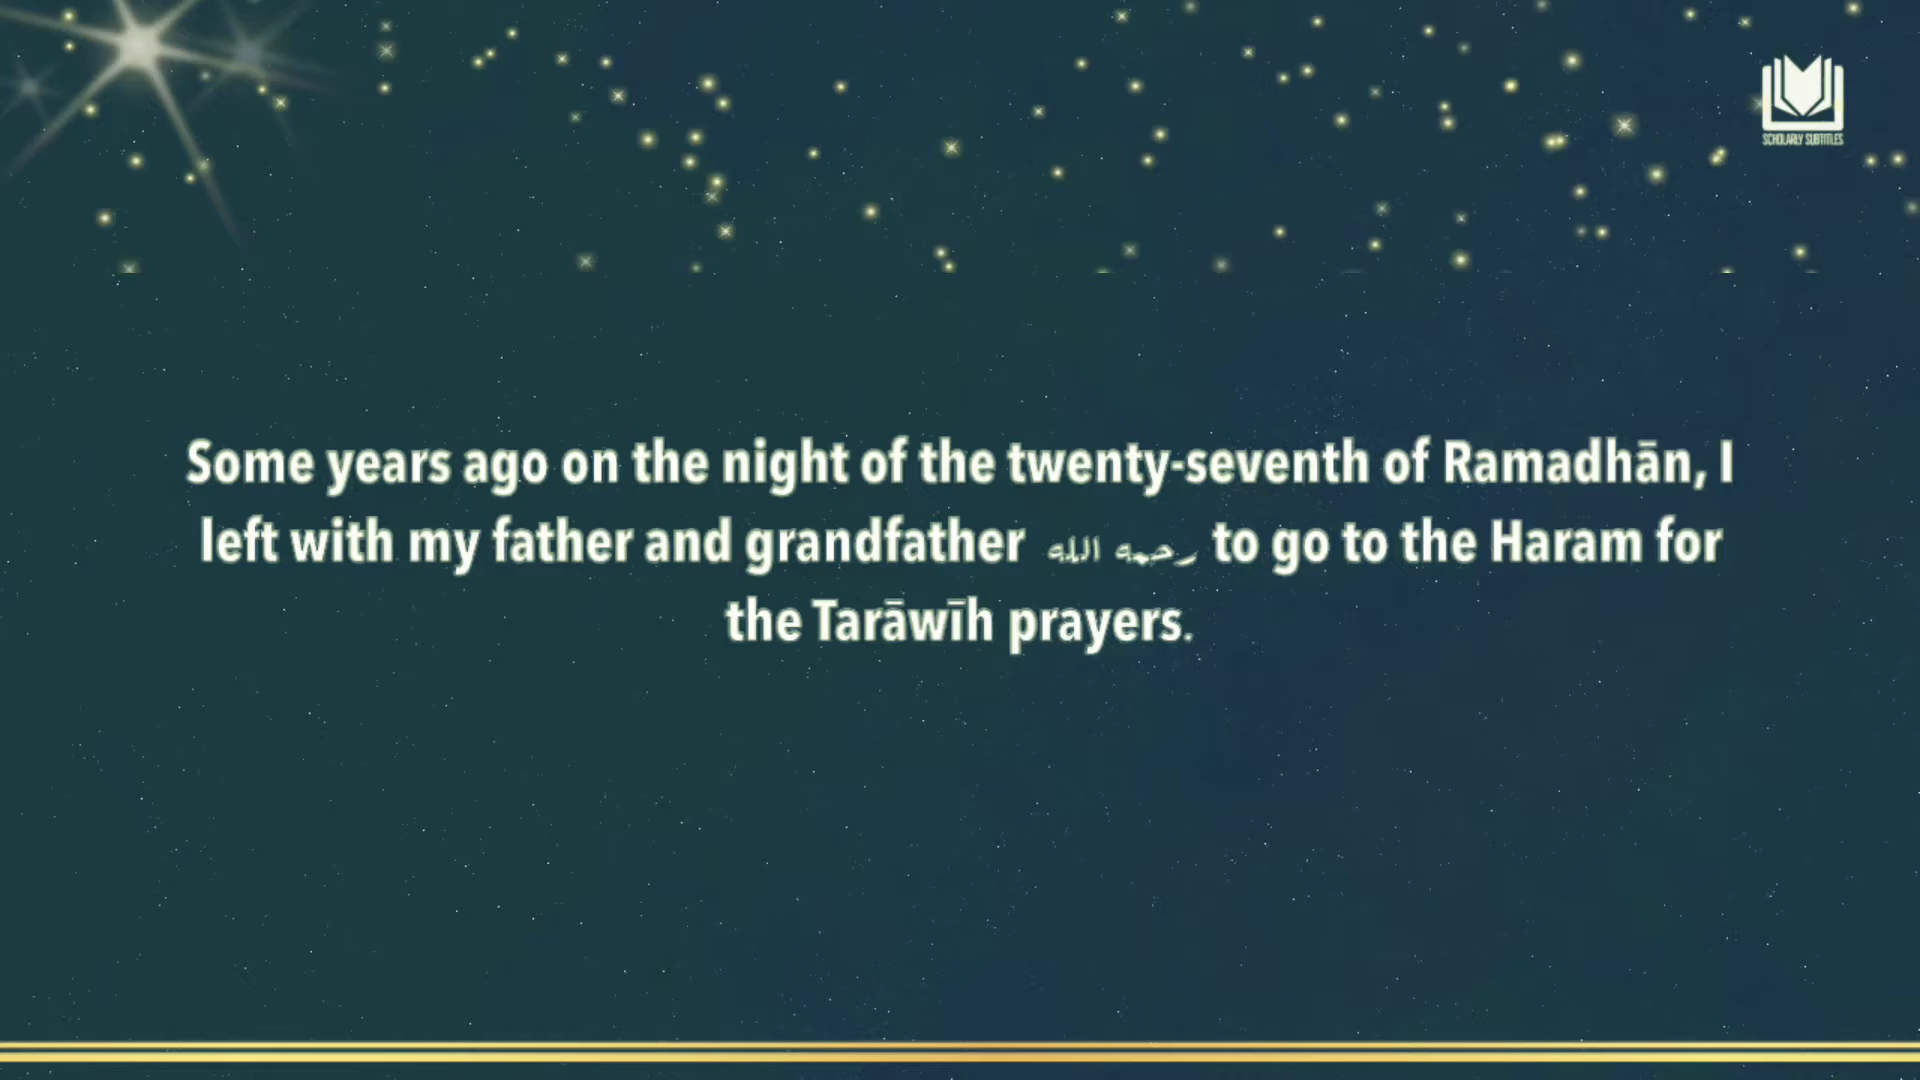 SCHOLARLY SUBTITLES
Some years ago on the night of the twenty-seventh of Ramadhān, I
left with my father and grandfather رحمه الله to go to the Haram for
the Tarāwīh prayers.